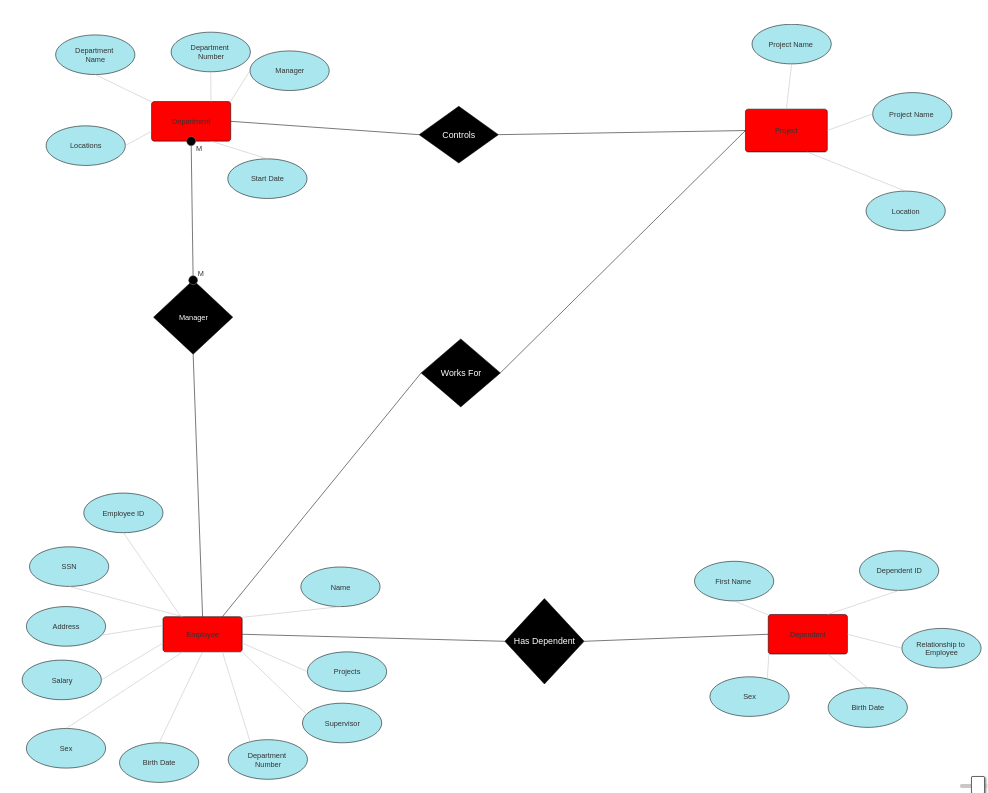 Department
Name
Department
Number
Manager
Project Name
Department
Controls
Project
Project Name
Locations
M
Start Date
Location
M
Manager
Works For
Employee ID
SSN
Name
First Name
Dependent ID
Address
Employee
Has Dependent
Dependent
Relationship to
Employee
Salary
Projects
Sex
Birth Date
Supervisor
Sex
Birth Date
Department
Number